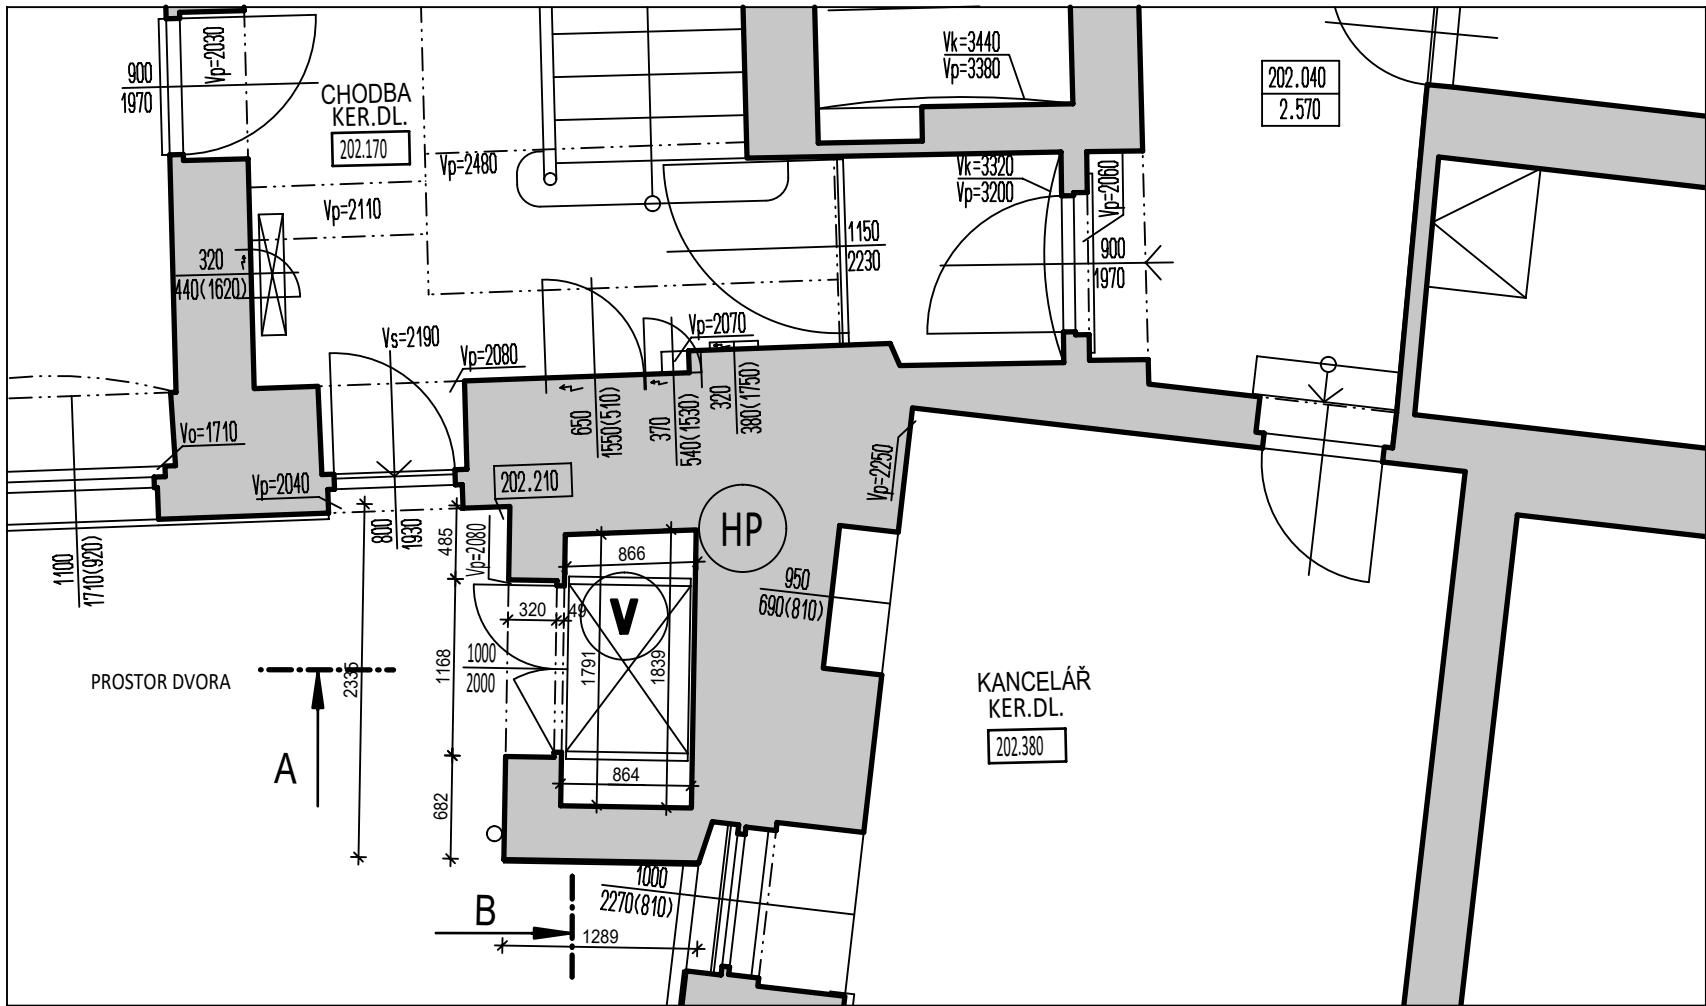 Vp=2030
900
1970
CHODBA
KER.DL.
202.170
Vp=2480
Vp=2110
320
440(1620)
Vs=2190
Vp=2080
Vk=3440
Vp=3380
Vk=3320
Vp=3200
Vp=2060
202.040
2.570
1150
2230
900
1970
Vp=2070
650
1550(510)
370
540(1530)
320
380(1750)
Vo=1710
Vp=2040
800
1930
1100
1710(920)
202.210
Vp=2080
485
HP
Vp=2250
866
320
49
V
950
690(810)
1000
2000
1168
2335
1791
1839
PROSTOR DVORA
KANCELÁŘ
KER.DL.
202.380
A
864
682
1000
2270(810)
B
1289